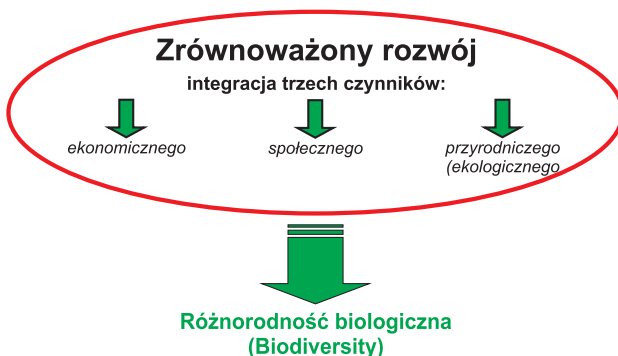 Zrównoważony rozwój
integracja trzech czynników:
ekonomicznego
społecznego
przyrodniczego
(ekologicznego
Różnorodność biologiczna
(Biodiversity)